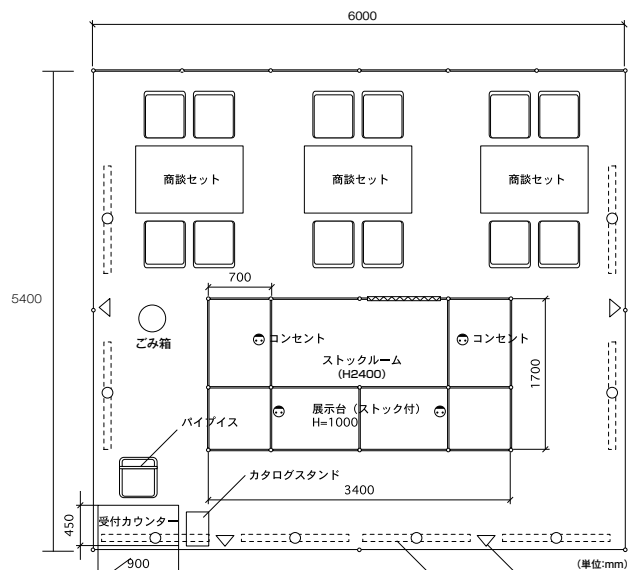 6000
商談セット
商談セット
商談セット
5400
700
ごみ箱
コンセント
コンセント
ストックルーム
(H2400)
1700
展示台（ストック付）
H=1000
パイプイス
カタログスタンド
3400
450
受付カウンター
900
(単位:mm)